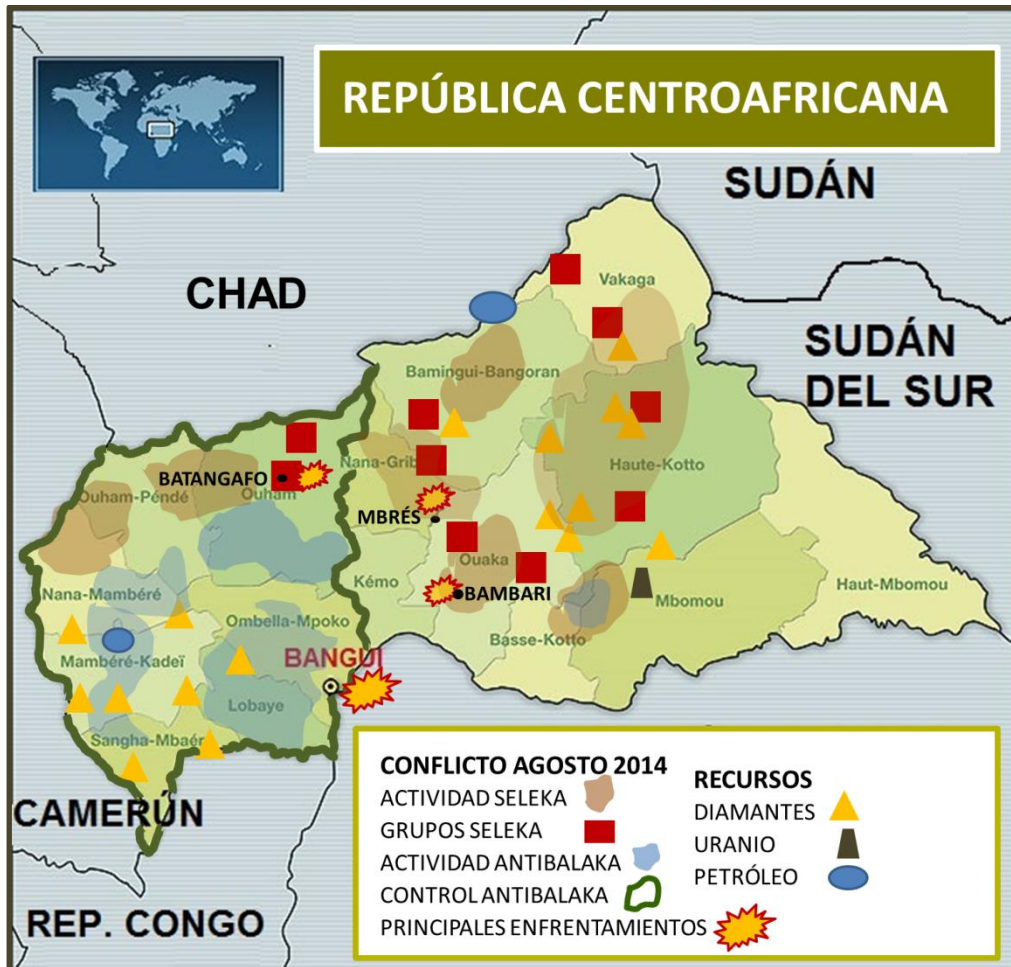 REPÚBLICA CENTROAFRICANA
SUDÁN
CHAD
Vakaga
SUDÁN
DEL SUR
Bamingui-Bangoran
Haute-Kotto
Nana-Grib
BATANGAFO
Ouham-Péndé
Ouham
MBRÉS
Ouaka
Kémo
BAMBARI
Mbomou
Haut-Mbomou
Nana-Mambéré
Ombella-Mpoko
Basse-Kotto
BANGUI
Mambéré-Kadeï
Lobaye
Sangha-Mbaér
CAMERÚN
REP. CONGO
CONFLICTO AGOSTO 2014
ACTIVIDAD SELEKA
GRUPOS SELEKA
ACTIVIDAD ANTIBALAKA
CONTROL ANTIBALAKA
PRINCIPALES ENFRENTAMIENTOS
RECURSOS
DIAMANTES
URANIO
PETRÓLEO